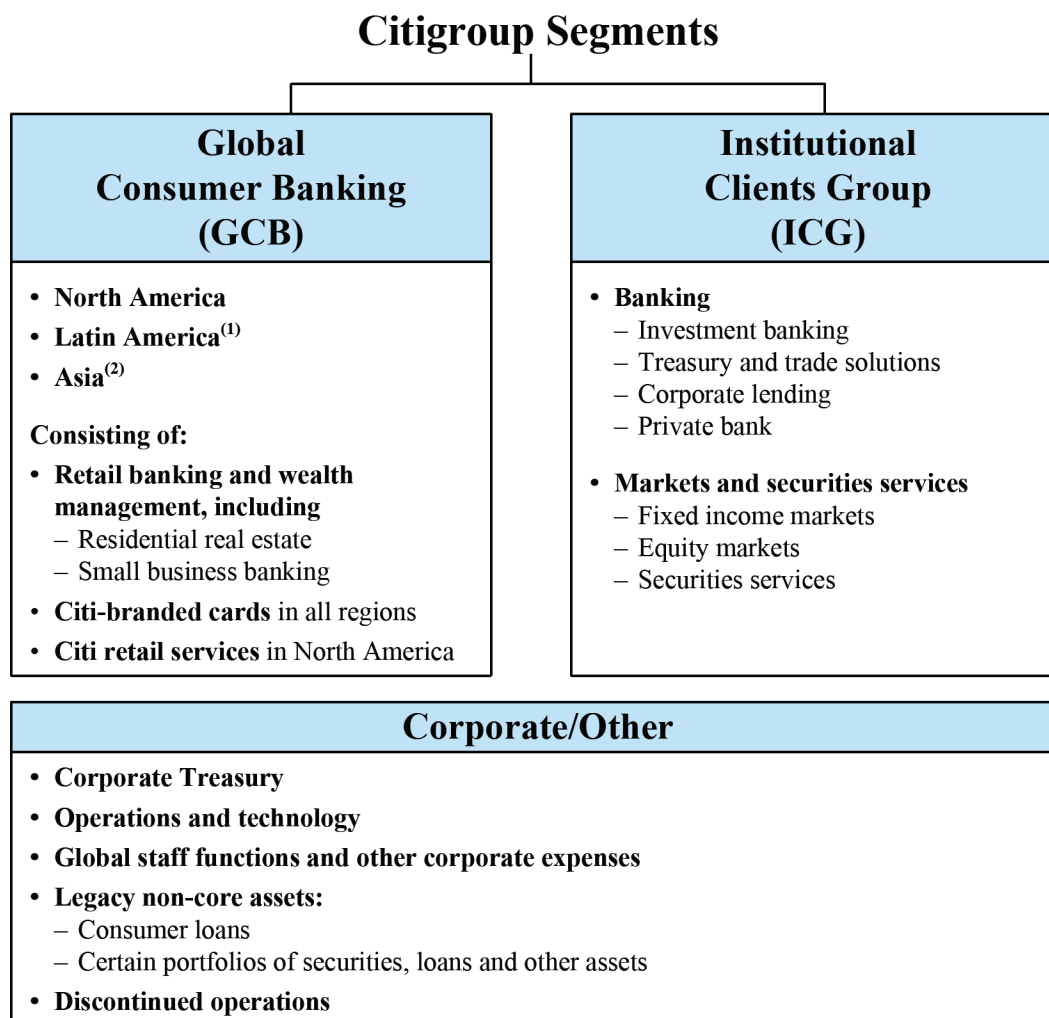 Citigroup Segments
Global
Consumer Banking
(GCB)
• North America
• Latin America(1)
• Asia(2)
Consisting of:
• Retail banking and wealth
management, including
– Residential real estate
– Small business banking
• Citi-branded cards in all regions
• Citi retail services in North America
Institutional
Clients Group
(ICG)
• Banking
– Investment banking
– Treasury and trade solutions
– Corporate lending
– Private bank
• Markets and securities services
– Fixed income markets
– Equity markets
– Securities services
Corporate/Other
• Corporate Treasury
• Operations and technology
• Global staff functions and other corporate expenses
• Legacy non-core assets:
– Consumer loans
– Certain portfolios of securities, loans and other assets
• Discontinued operations